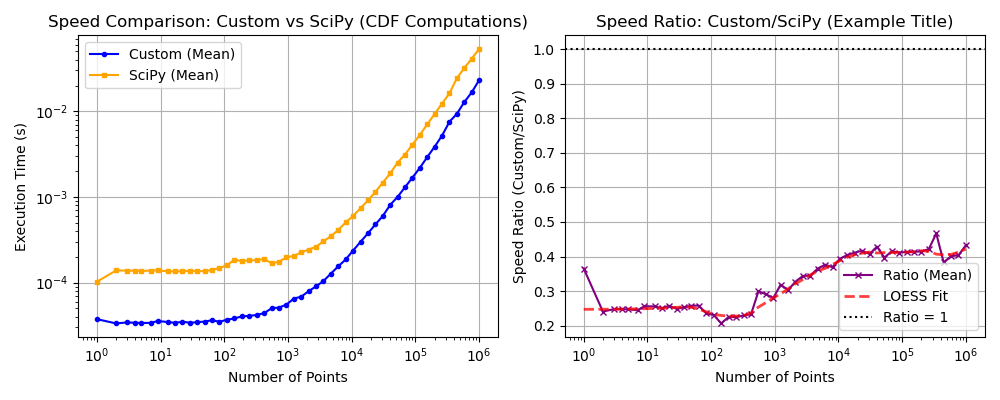 Speed Comparison: Custom vs SciPy (CDF Computations)
Execution Time (s)
10⁻²
10⁻³
10⁻⁴
Custom (Mean)
SciPy (Mean)
10⁰ 10¹ 10² 10³ 10⁴ 10⁵ 10⁶
Number of Points
Speed Ratio: Custom/SciPy (Example Title)
Speed Ratio (Custom/SciPy)
1.0
0.9
0.8
0.7
0.6
0.5
0.4
0.3
0.2
Ratio (Mean)
LOESS Fit
Ratio = 1
10⁰ 10¹ 10² 10³ 10⁴ 10⁵ 10⁶
Number of Points